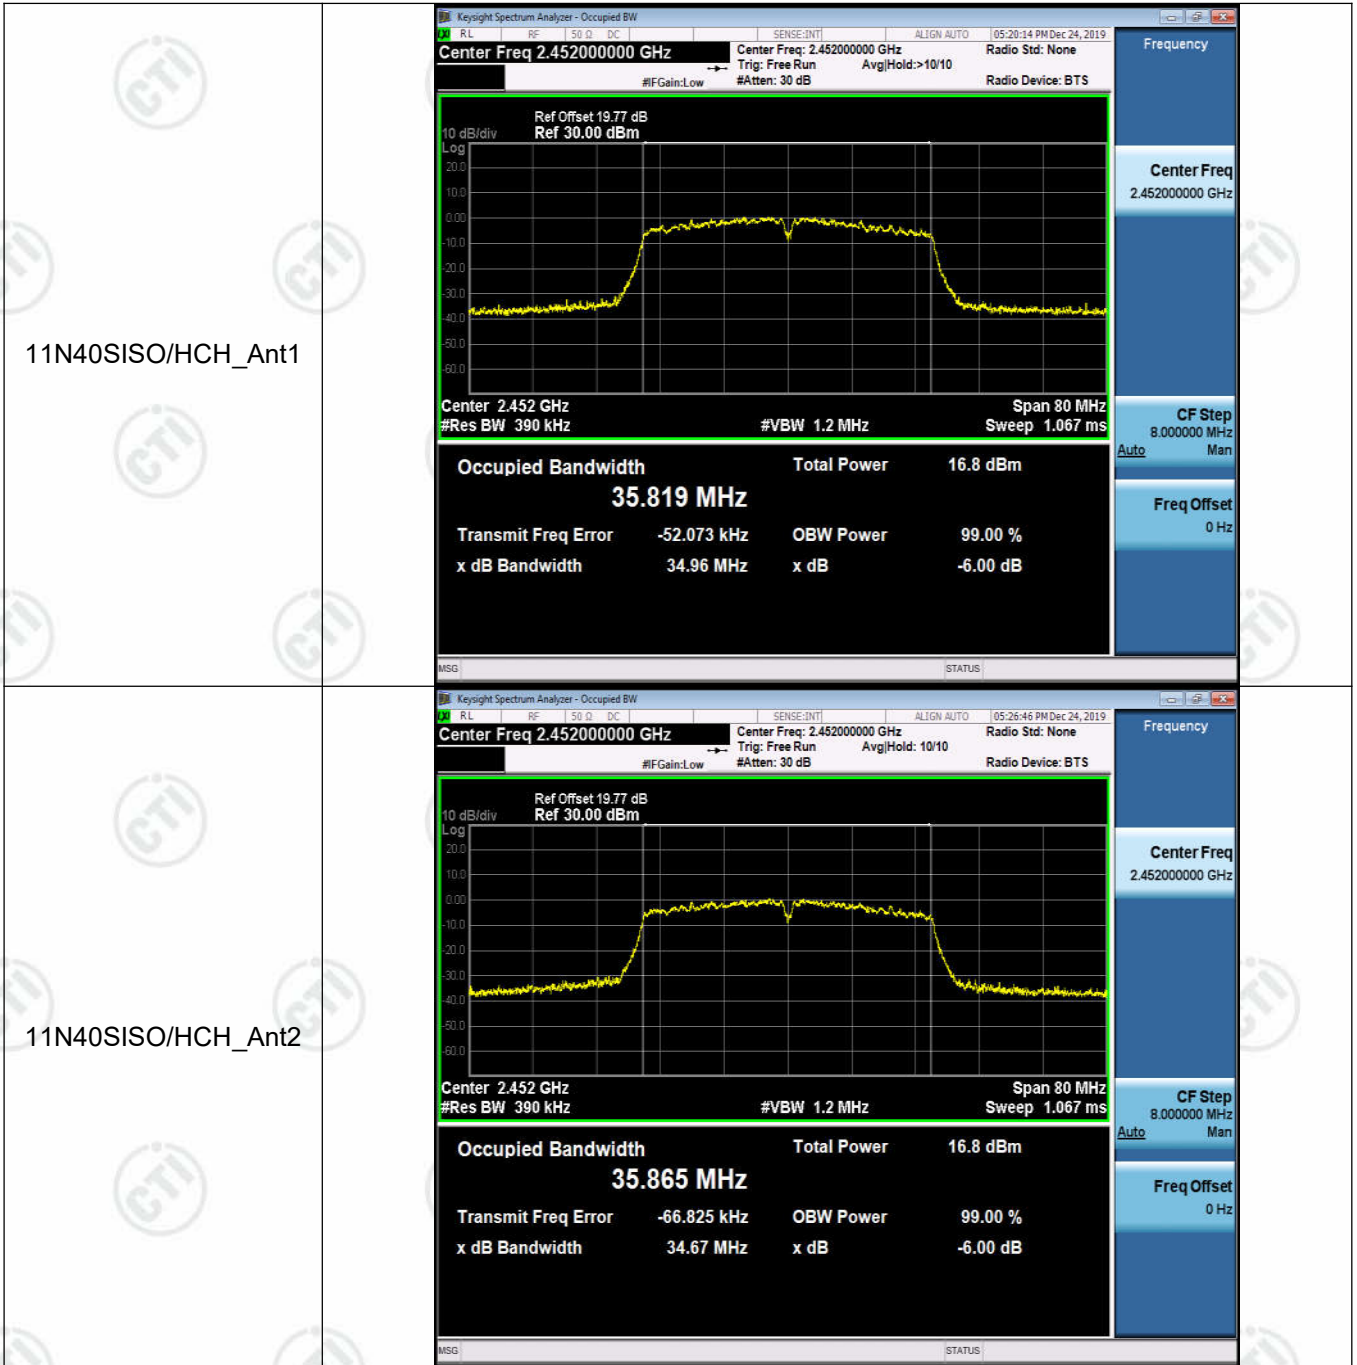 11N40SISO/HCH_Ant1
Keysight Spectrum Analyzer - Occupied BW
RL RF 50 Ω DC SENSE:INT ALIGN AUTO 05:20:14 PM Dec 24, 2019
Center Freq 2.452000000 GHz
Center Freq: 2.452000000 GHz Radio Std: None
Trig: Free Run Avg|Hold:>10/10
#IFGain:Low #Atten: 30 dB Radio Device: BTS
Ref Offset 19.77 dB
10 dB/div Ref 30.00 dBm
Log
20.0
10.0
0.00
-10.0
-20.0
-30.0
-40.0
-50.0
-60.0
Center 2.452 GHz Span 80 MHz
#Res BW 390 kHz #VBW 1.2 MHz Sweep 1.067 ms
Occupied Bandwidth Total Power 16.8 dBm
35.819 MHz
Transmit Freq Error -52.073 kHz OBW Power 99.00 %
x dB Bandwidth 34.96 MHz x dB -6.00 dB
MSG STATUS
Frequency
Center Freq
2.452000000 GHz
CF Step
8.000000 MHz
Auto Man
Freq Offset
0 Hz
11N40SISO/HCH_Ant2
Keysight Spectrum Analyzer - Occupied BW
RL RF 50 Ω DC SENSE:INT ALIGN AUTO 05:26:46 PM Dec 24, 2019
Center Freq 2.452000000 GHz
Center Freq: 2.452000000 GHz Radio Std: None
Trig: Free Run Avg|Hold: 10/10
#IFGain:Low #Atten: 30 dB Radio Device: BTS
Ref Offset 19.77 dB
10 dB/div Ref 30.00 dBm
Log
20.0
10.0
0.00
-10.0
-20.0
-30.0
-40.0
-50.0
-60.0
Center 2.452 GHz Span 80 MHz
#Res BW 390 kHz #VBW 1.2 MHz Sweep 1.067 ms
Occupied Bandwidth Total Power 16.8 dBm
35.865 MHz
Transmit Freq Error -66.825 kHz OBW Power 99.00 %
x dB Bandwidth 34.67 MHz x dB -6.00 dB
MSG STATUS
Frequency
Center Freq
2.452000000 GHz
CF Step
8.000000 MHz
Auto Man
Freq Offset
0 Hz
CTI